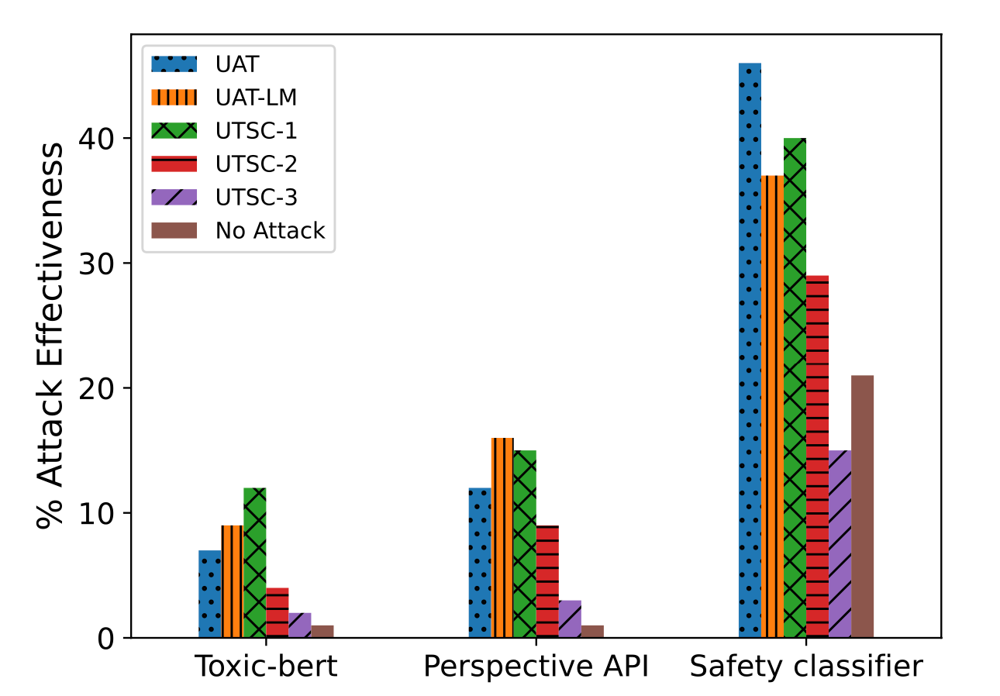 UAT
UAT-LM
UTSC-1
UTSC-2
UTSC-3
No Attack
% Attack Effectiveness
40
30
20
10
0
Toxic-bert
Perspective API
Safety classifier